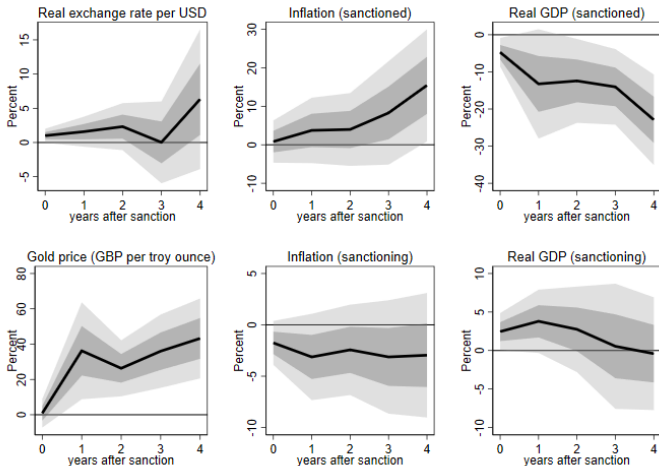 Real exchange rate per USD
Percent
15
10
5
0
-5
0 1 2 3 4
years after sanction
Inflation (sanctioned)
Percent
30
20
10
0
-10
0 1 2 3 4
years after sanction
Real GDP (sanctioned)
Percent
0
-10
-20
-30
-40
0 1 2 3 4
years after sanction
Gold price (GBP per troy ounce)
Percent
80
60
40
20
0
0 1 2 3 4
years after sanction
Inflation (sanctioning)
Percent
5
0
-5
-10
0 1 2 3 4
years after sanction
Real GDP (sanctioning)
Percent
10
5
0
-5
-10
0 1 2 3 4
years after sanction